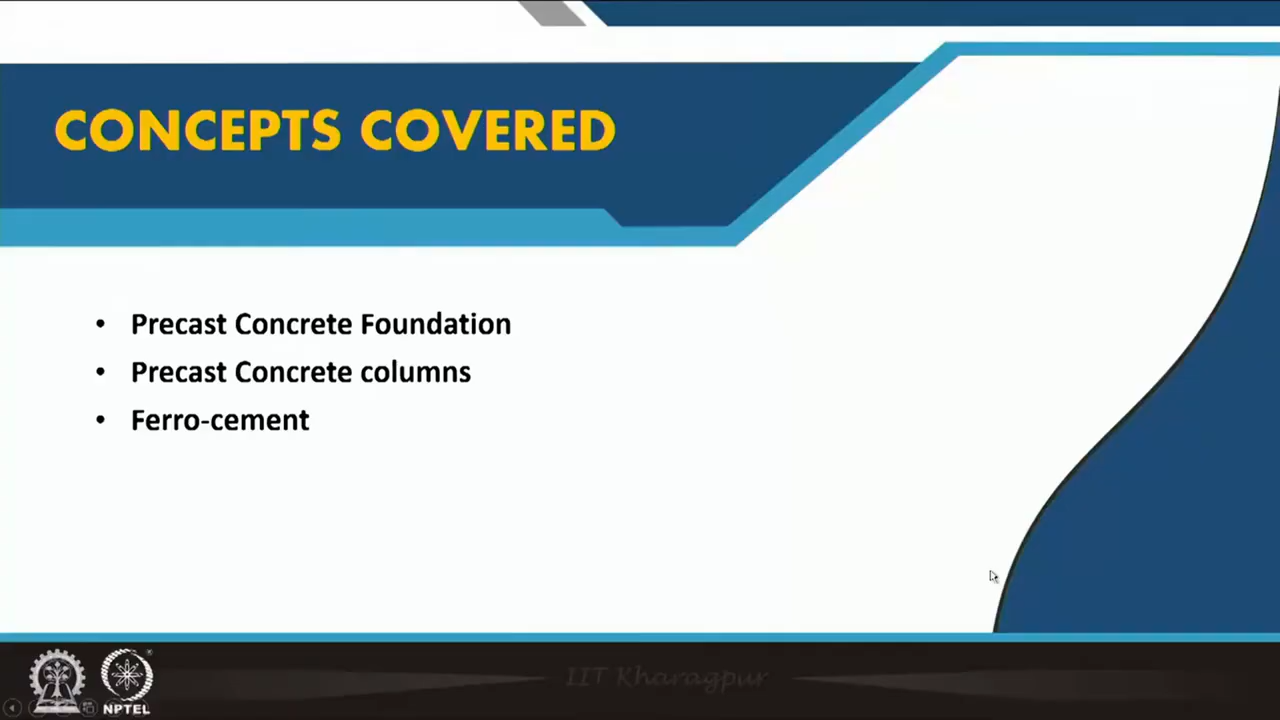 CONCEPTS COVERED
• Precast Concrete Foundation
• Precast Concrete columns
• Ferro-cement
IIT Kharagpur
NPTEL